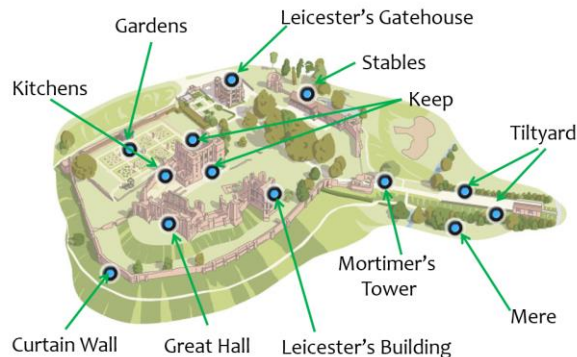 Leicester’s Gatehouse
Gardens
Stables
Kitchens
Keep
Tiltyard
Mortimer’s
Tower
Mere
Curtain Wall
Great Hall
Leicester’s Building